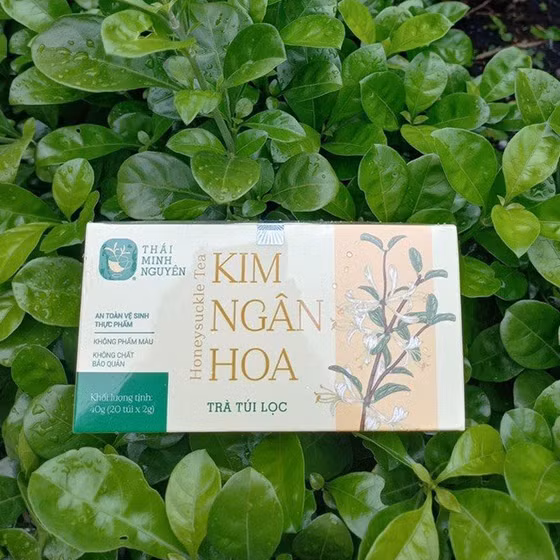 THÁI
MINH
NGUYÊN
®
AN TOÀN VỆ SINH
THỰC PHẨM
KHÔNG PHẨM MÀU
KHÔNG CHẤT
BẢO QUẢN
Khối lượng tịnh:
40g (20 túi x 2g)
Honeysuckle Tea
KIM
NGÂN
HOA
TRÀ TÚI LỌC